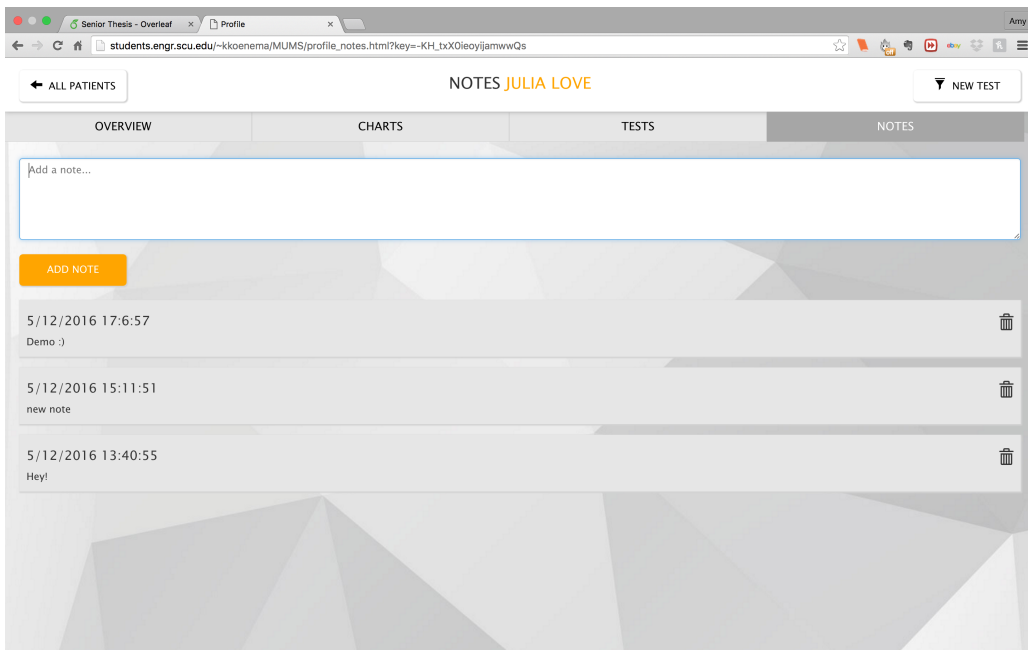 Senior Thesis - Overleaf
Profile
Amy
students.engr.scu.edu/~kkoenema/MUMS/profile_notes.html?key=-KH_txX0ieoyijamwwQs
ebay
ALL PATIENTS
NOTES JULIA LOVE
NEW TEST
OVERVIEW
CHARTS
TESTS
NOTES
Add a note...
ADD NOTE
5/12/2016 17:6:57
Demo :)
5/12/2016 15:11:51
new note
5/12/2016 13:40:55
Hey!